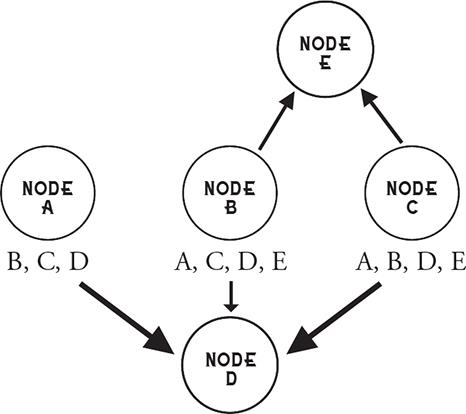 NODE
E
NODE
A
NODE
B
NODE
C
B, C, D
A, C, D, E
A, B, D, E
NODE
D